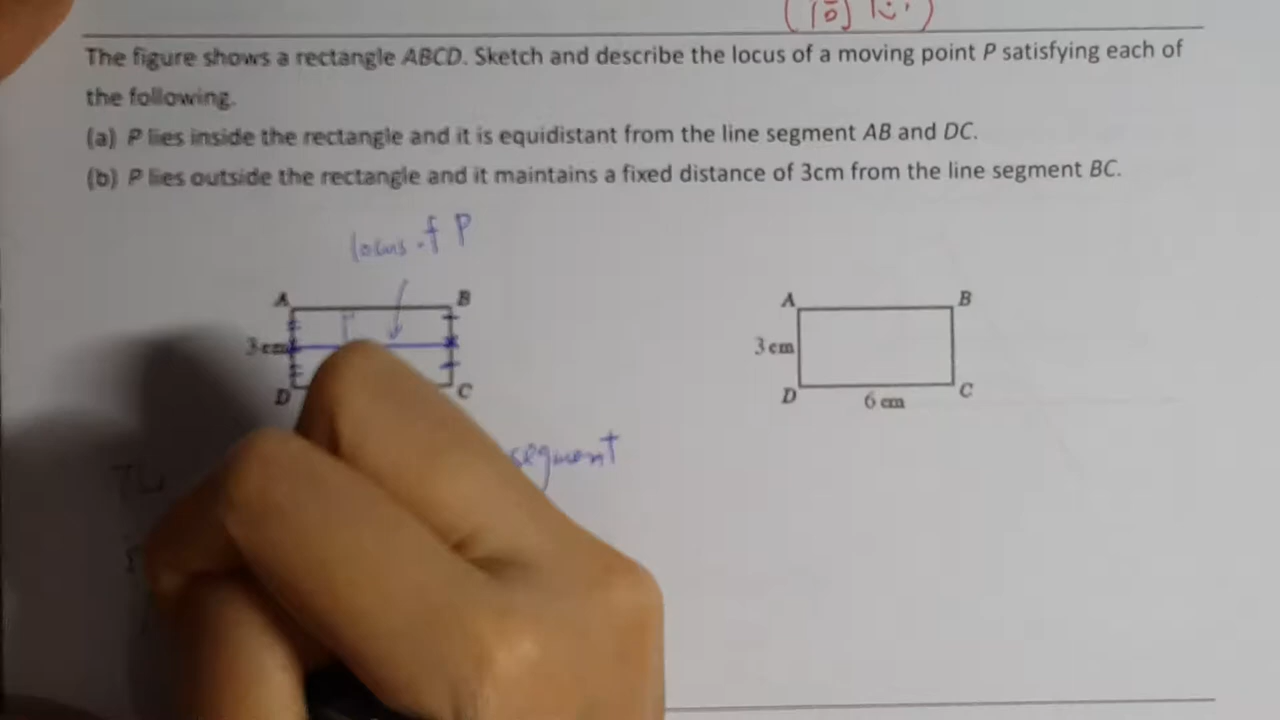 The figure shows a rectangle ABCD. Sketch and describe the locus of a moving point P satisfying each of
the following.
(a) P lies inside the rectangle and it is equidistant from the line segment AB and DC.
(b) P lies outside the rectangle and it maintains a fixed distance of 3cm from the line segment BC.
locus of P
A B
3 cm
D C
segment
A B
3 cm
D 6 cm C